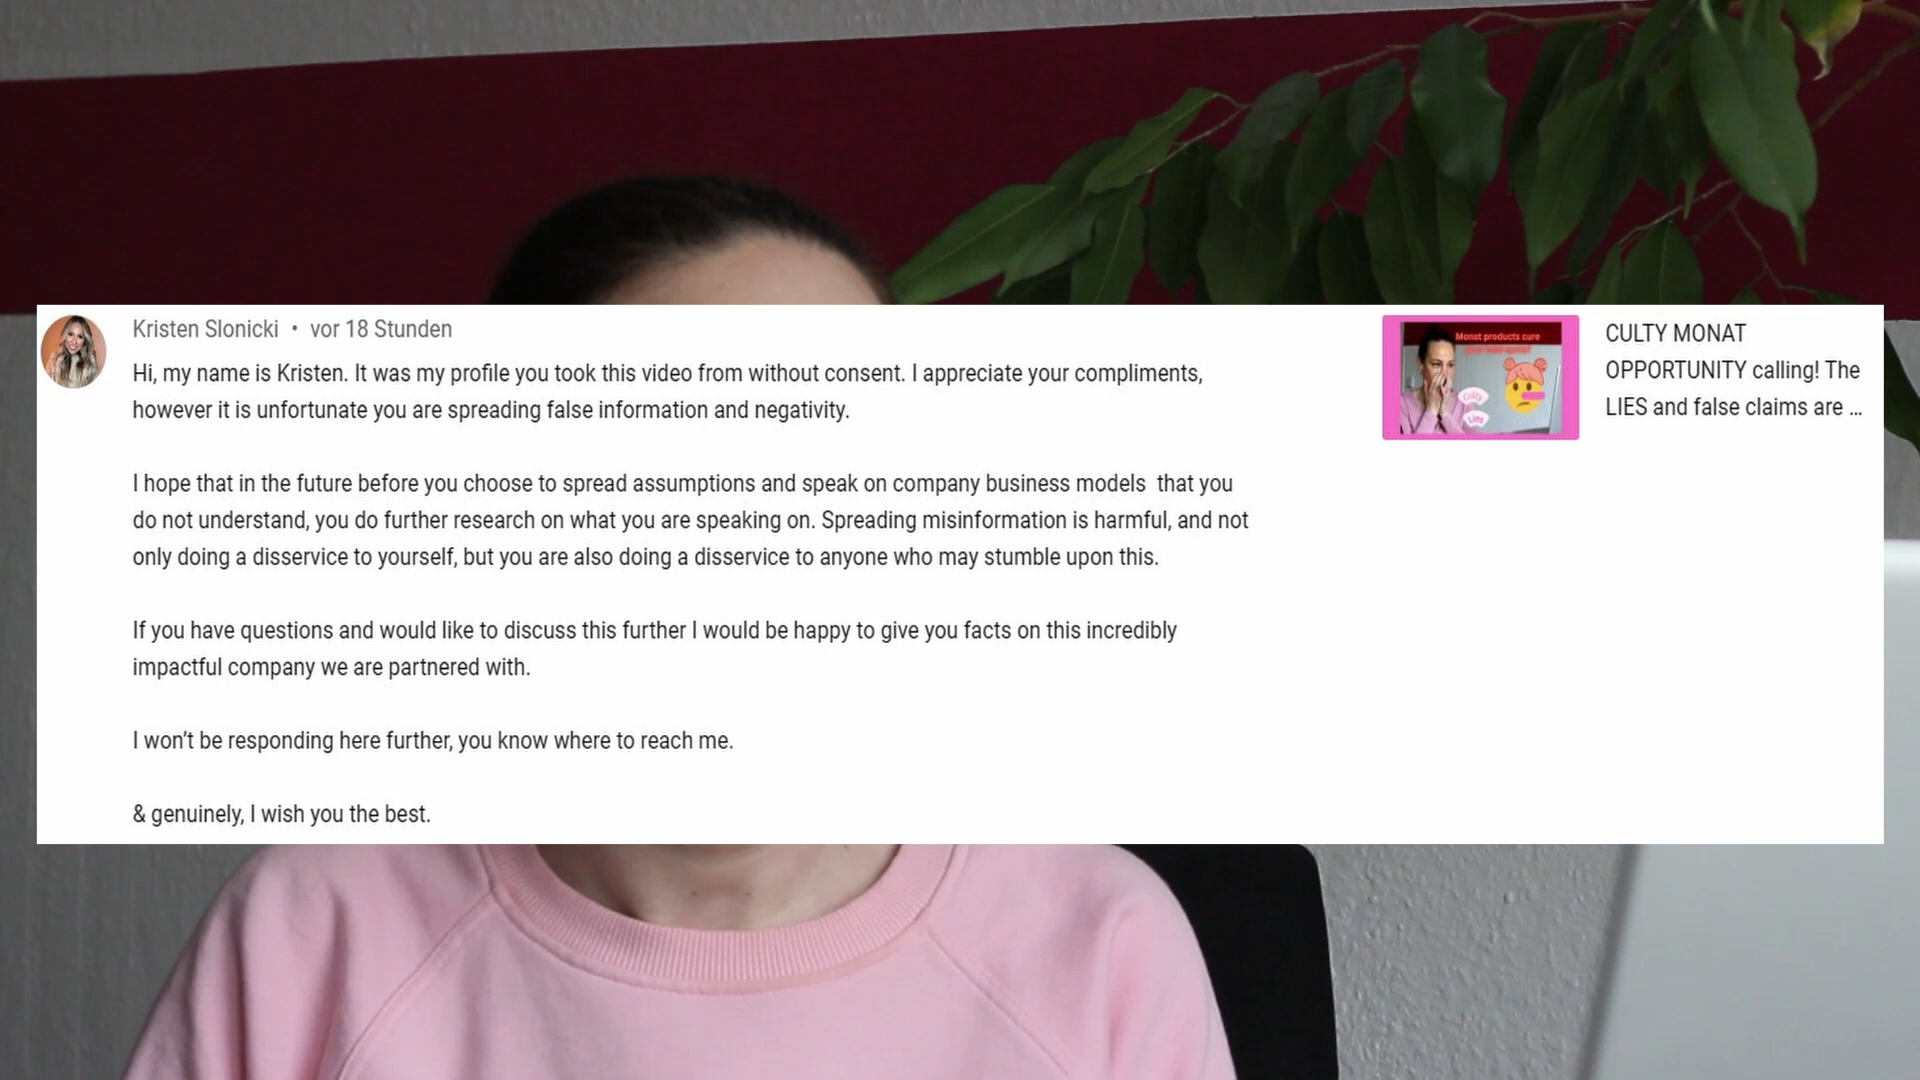 Kristen Slonicki • vor 18 Stunden
Hi, my name is Kristen. It was my profile you took this video from without consent. I appreciate your compliments,
however it is unfortunate you are spreading false information and negativity.
I hope that in the future before you choose to spread assumptions and speak on company business models  that you
do not understand, you do further research on what you are speaking on. Spreading misinformation is harmful, and not
only doing a disservice to yourself, but you are also doing a disservice to anyone who may stumble upon this.
If you have questions and would like to discuss this further I would be happy to give you facts on this incredibly
impactful company we are partnered with.
I won’t be responding here further, you know where to reach me.
& genuinely, I wish you the best.
Monat products cure
Culty
Lies
CULTY MONAT
OPPORTUNITY calling! The
LIES and false claims are ...